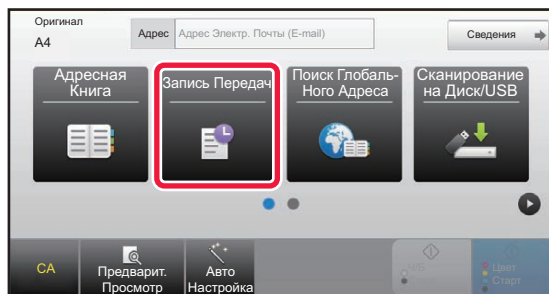 Оригинал
A4
Адрес
Адрес Электр. Почты (E-mail)
Сведения
Адресная
Книга
Запись Передач
Поиск Глобаль-
Ного Адреса
Сканирование
на Диск/USB
CA
Предварит.
Просмотр
Авто
Настройка
Ч/Б
Старт
Цвет
Старт